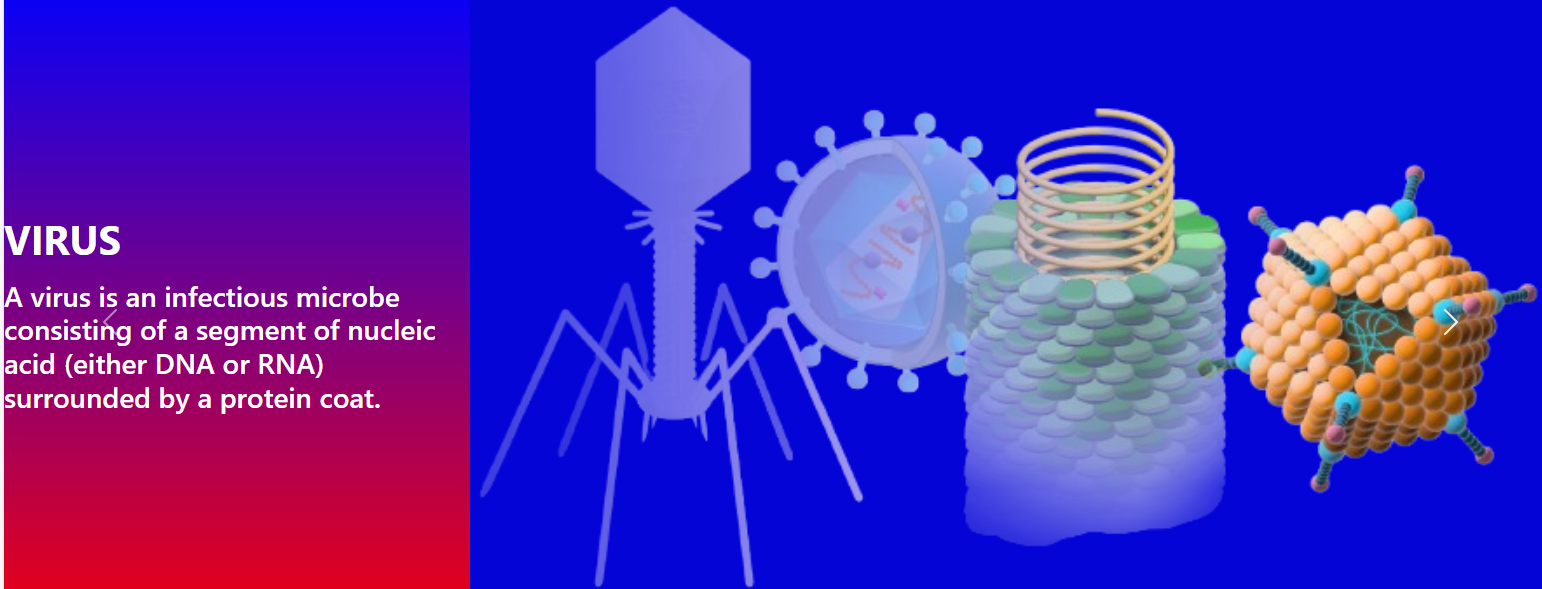 VIRUS
A virus is an infectious microbe
consisting of a segment of nucleic
acid (either DNA or RNA)
surrounded by a protein coat.